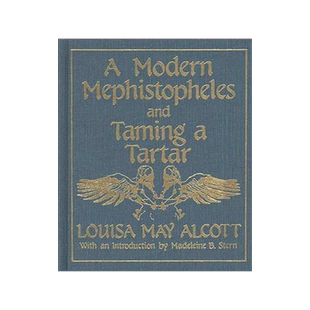 A Modern
Mephistopheles
and
Taming a
Tartar
LOUISA MAY ALCOTT
With an Introduction by Madeleine B. Stern